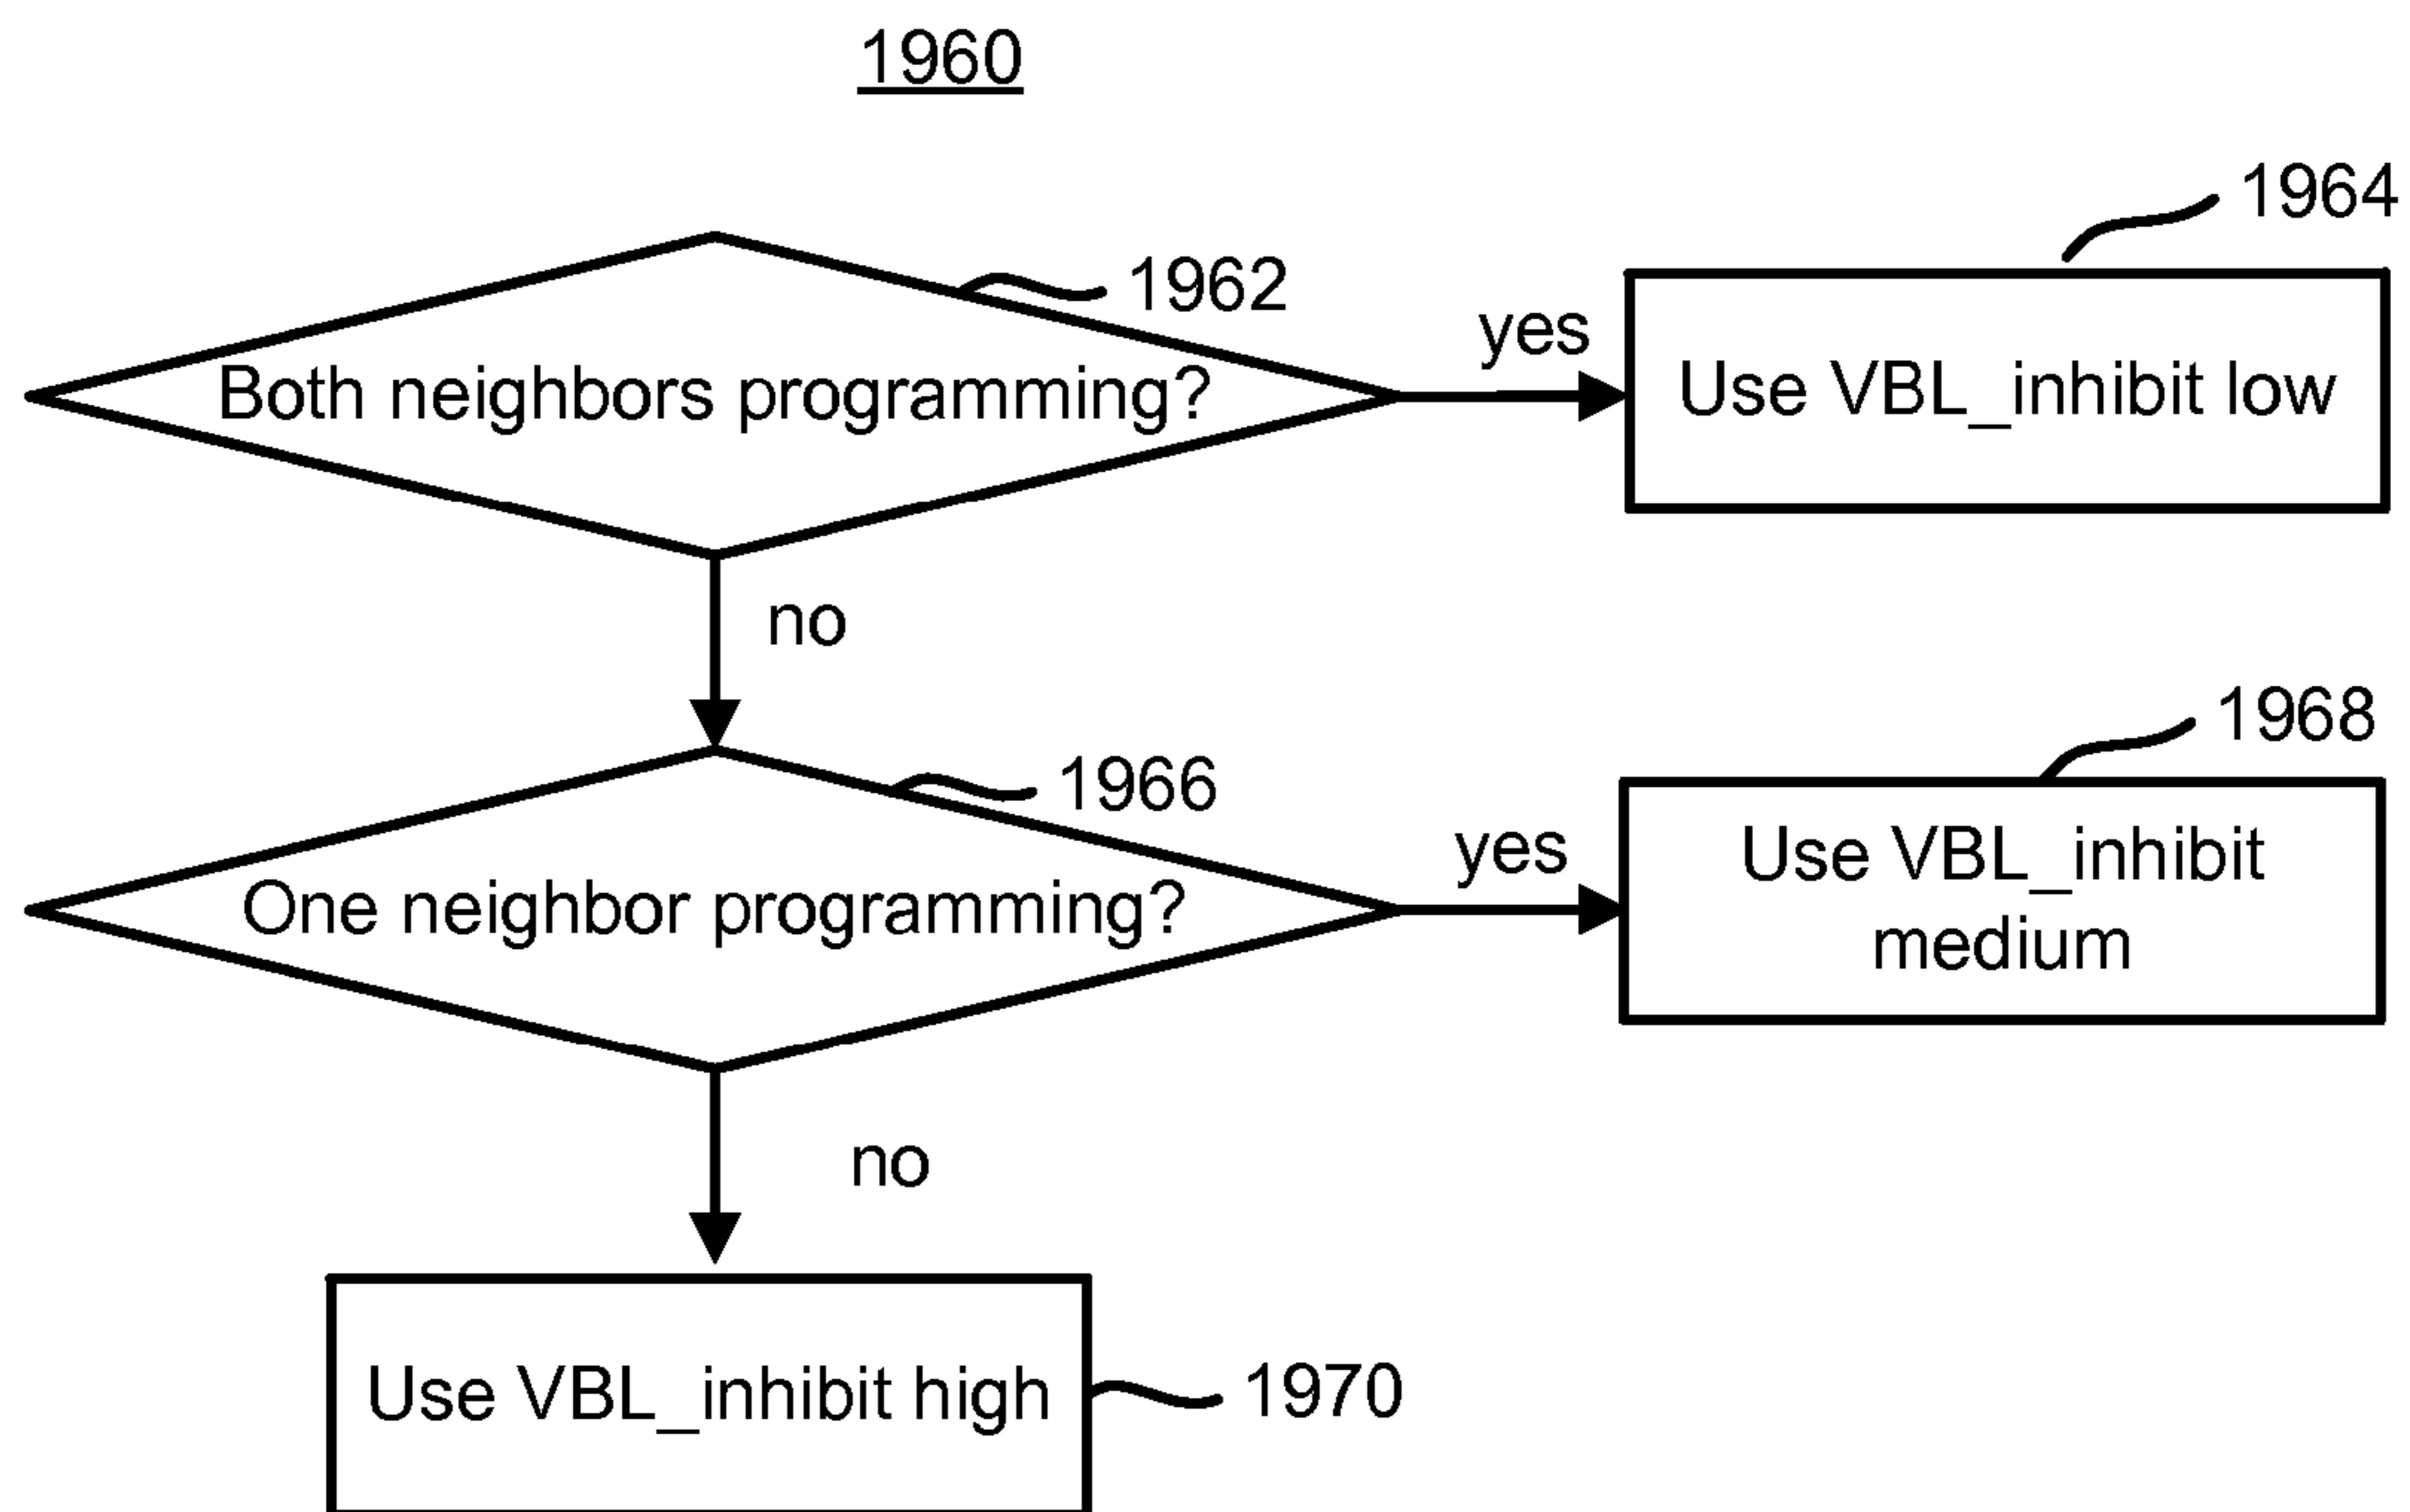 1960
1964
1962
yes
Both neighbors programming?
Use VBL_inhibit low
no
1968
1966
yes
Use VBL_inhibit
medium
One neighbor programming?
no
Use VBL_inhibit high
1970